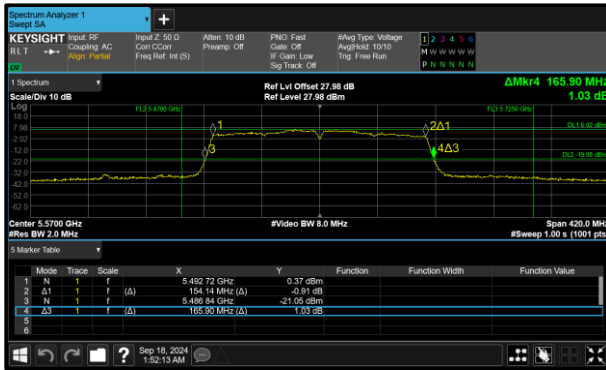 Spectrum Analyzer 1
Swept SA
KEYSIGHT
R L T
Input: RF
Coupling: AC
Align: Partial
Input Z: 50 Ω
Corr CCorr
Freq Ref: Int (S)
Atten: 10 dB
Preamp: Off
PNO: Fast
Gate: Off
IF Gain: Low
Sig Track: Off
#Avg Type: Voltage
Avg|Hold: 10/10
Trig: Free Run
1 2 3 4 5 6
M W W W W W
P N N N N N
1 Spectrum
Scale/Div 10 dB
Ref Lvl Offset 27.98 dB
Ref Level 27.98 dBm
ΔMkr4 165.90 MHz
1.03 dB
Log
18.0
7.98
-2.02
-12.0
-22.0
-32.0
-42.0
-52.0
-62.0
FL2 5.4700 GHz
FL3 5.7250 GHz
1
2Δ1
DL1 6.02 dBm
3
4Δ3
DL2 -19.98 dBm
Center 5.5700 GHz
#Video BW 8.0 MHz
Span 420.0 MHz
#Res BW 2.0 MHz
#Sweep 1.00 s (1001 pts)
5 Marker Table
Mode Trace Scale X Y Function Function Width Function Value
1 N 1 f 5.492 72 GHz 0.37 dBm
2 Δ1 1 f (Δ) 154.14 MHz (Δ) -0.91 dB
3 N 1 f 5.486 84 GHz -21.05 dBm
4 Δ3 1 f (Δ) 165.90 MHz (Δ) 1.03 dB
5
6
?
Sep 18, 2024
1:52:13 AM